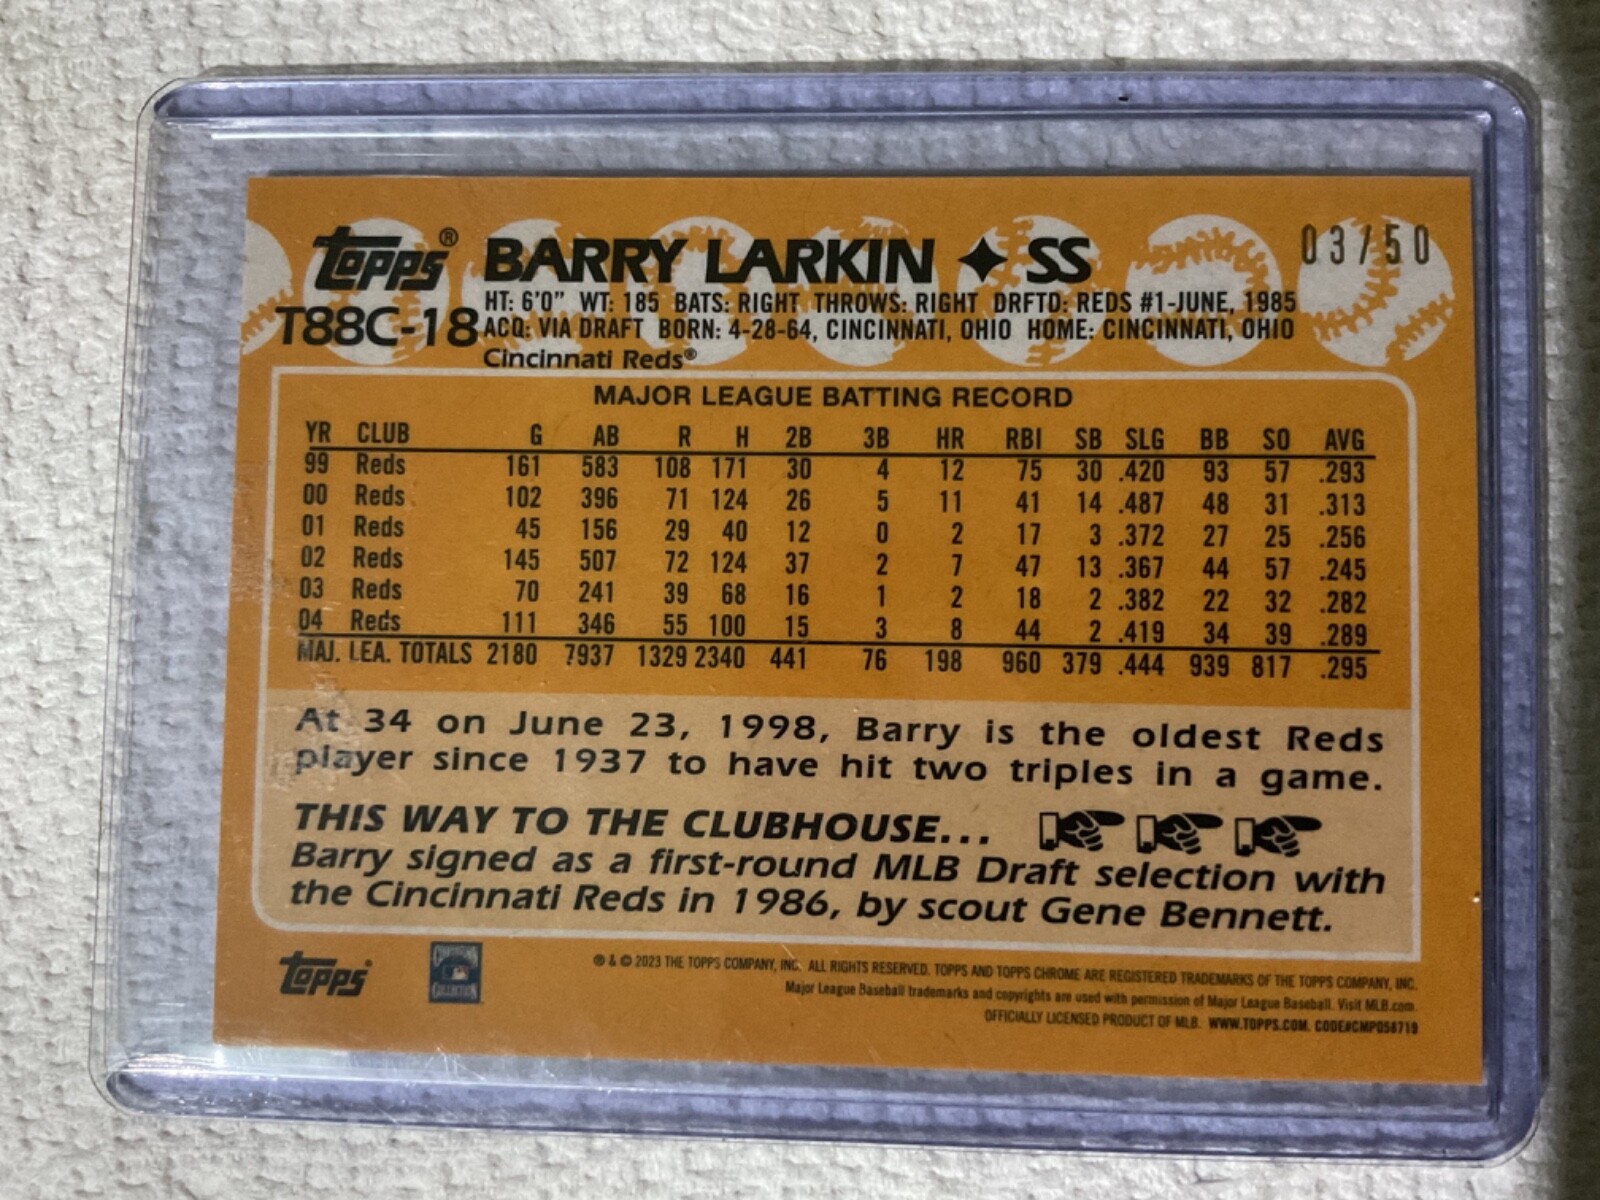 topps® BARRY LARKIN ✦ SS 03/50
T88C-18
HT: 6'0" WT: 185 BATS: RIGHT THROWS: RIGHT DRFTD: REDS #1-JUNE, 1985
ACQ: VIA DRAFT BORN: 4-28-64, CINCINNATI, OHIO HOME: CINCINNATI, OHIO
Cincinnati Reds®
MAJOR LEAGUE BATTING RECORD
YR CLUB G AB R H 2B 3B HR RBI SB SLG BB SO AVG
99 Reds 161 583 108 171 30 4 12 75 30 .420 93 57 .293
00 Reds 102 396 71 124 26 5 11 41 14 .487 48 31 .313
01 Reds 45 156 29 40 12 0 2 17 3 .372 27 25 .256
02 Reds 145 507 72 124 37 2 7 47 13 .367 44 57 .245
03 Reds 70 241 39 68 16 1 2 18 2 .382 22 32 .282
04 Reds 111 346 55 100 15 3 8 44 2 .419 34 39 .289
MAJ. LEA. TOTALS 2180 7937 1329 2340 441 76 198 960 379 .444 939 817 .295
At 34 on June 23, 1998, Barry is the oldest Reds
player since 1937 to have hit two triples in a game.
THIS WAY TO THE CLUBHOUSE...
Barry signed as a first-round MLB Draft selection with
the Cincinnati Reds in 1986, by scout Gene Bennett.
topps®
COOPERSTOWN
COLLECTION
® & © 2023 THE TOPPS COMPANY, INC. ALL RIGHTS RESERVED. TOPPS AND TOPPS CHROME ARE REGISTERED TRADEMARKS OF THE TOPPS COMPANY, INC.
Major League Baseball trademarks and copyrights are used with permission of Major League Baseball. Visit MLB.com.
OFFICIALLY LICENSED PRODUCT OF MLB. WWW.TOPPS.COM. CODE#CMP058719